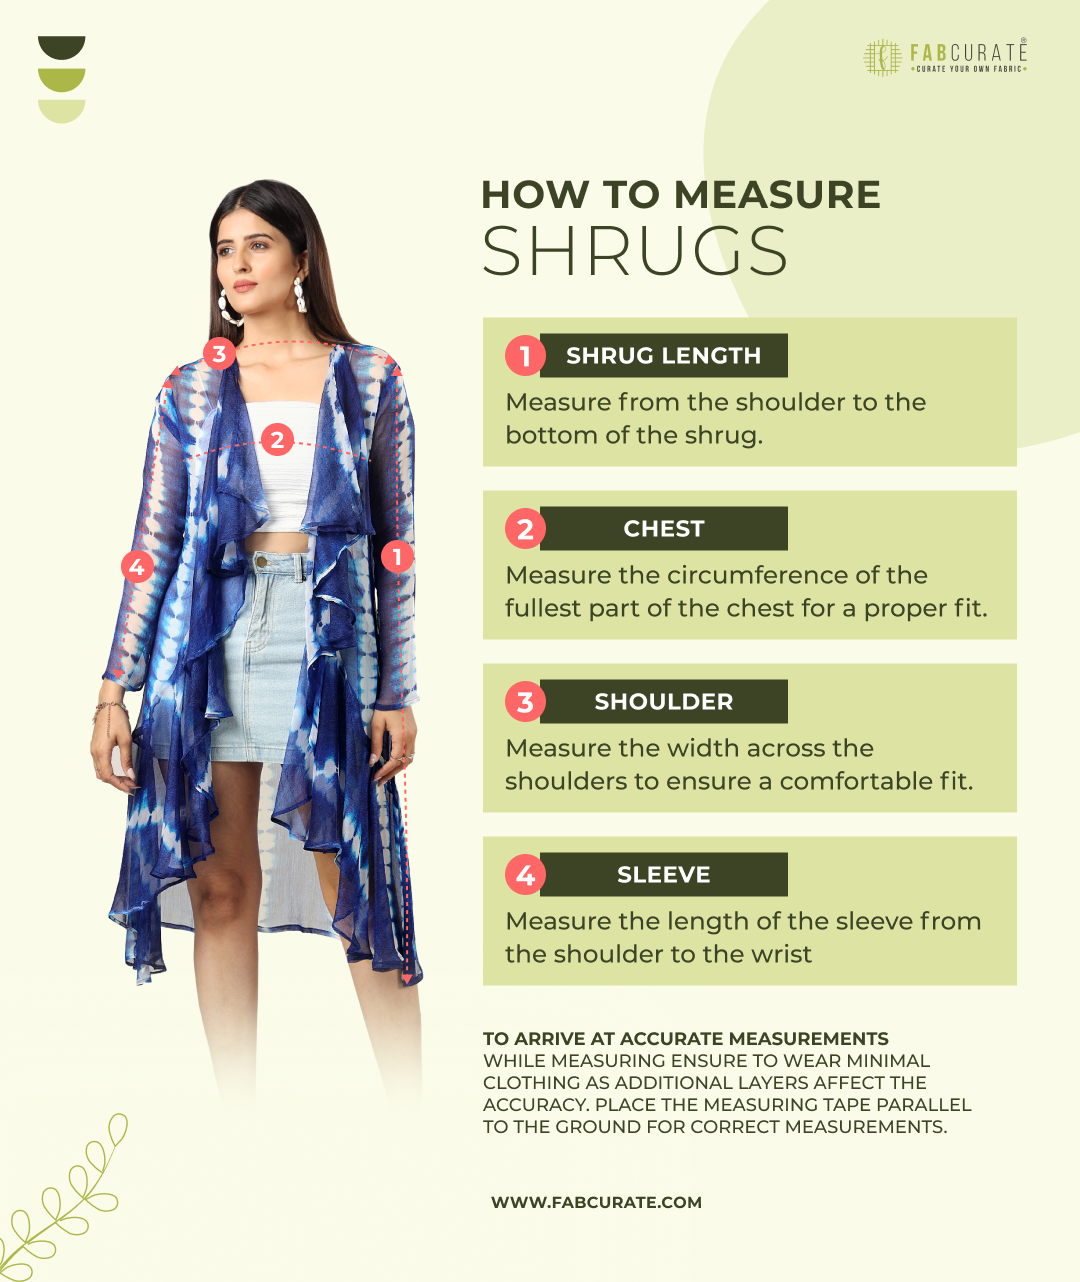 FABCURATE®
•CURATE YOUR OWN FABRIC•
HOW TO MEASURE
SHRUGS
1 SHRUG LENGTH
Measure from the shoulder to the
bottom of the shrug.
2 CHEST
Measure the circumference of the
fullest part of the chest for a proper fit.
3 SHOULDER
Measure the width across the
shoulders to ensure a comfortable fit.
4 SLEEVE
Measure the length of the sleeve from
the shoulder to the wrist
3
2
1
4
TO ARRIVE AT ACCURATE MEASUREMENTS
WHILE MEASURING ENSURE TO WEAR MINIMAL
CLOTHING AS ADDITIONAL LAYERS AFFECT THE
ACCURACY. PLACE THE MEASURING TAPE PARALLEL
TO THE GROUND FOR CORRECT MEASUREMENTS.
WWW.FABCURATE.COM